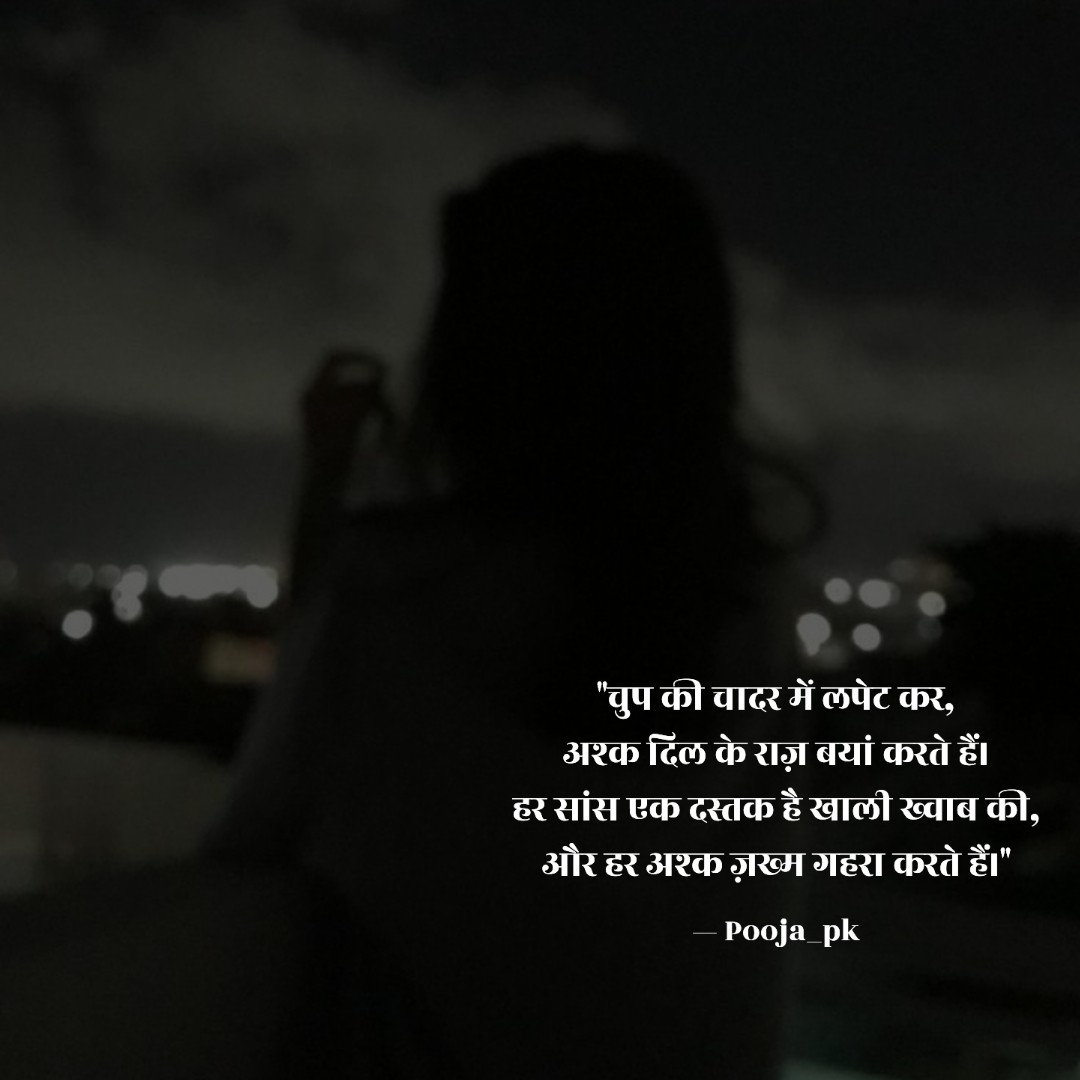 "चुप की चादर में लपेट कर,
अश्क दिल के राज़ बयां करते हैं।
हर सांस एक दस्तक है खाली ख्वाब की,
और हर अश्क ज़ख्म गहरा करते हैं।"
— Pooja_pk